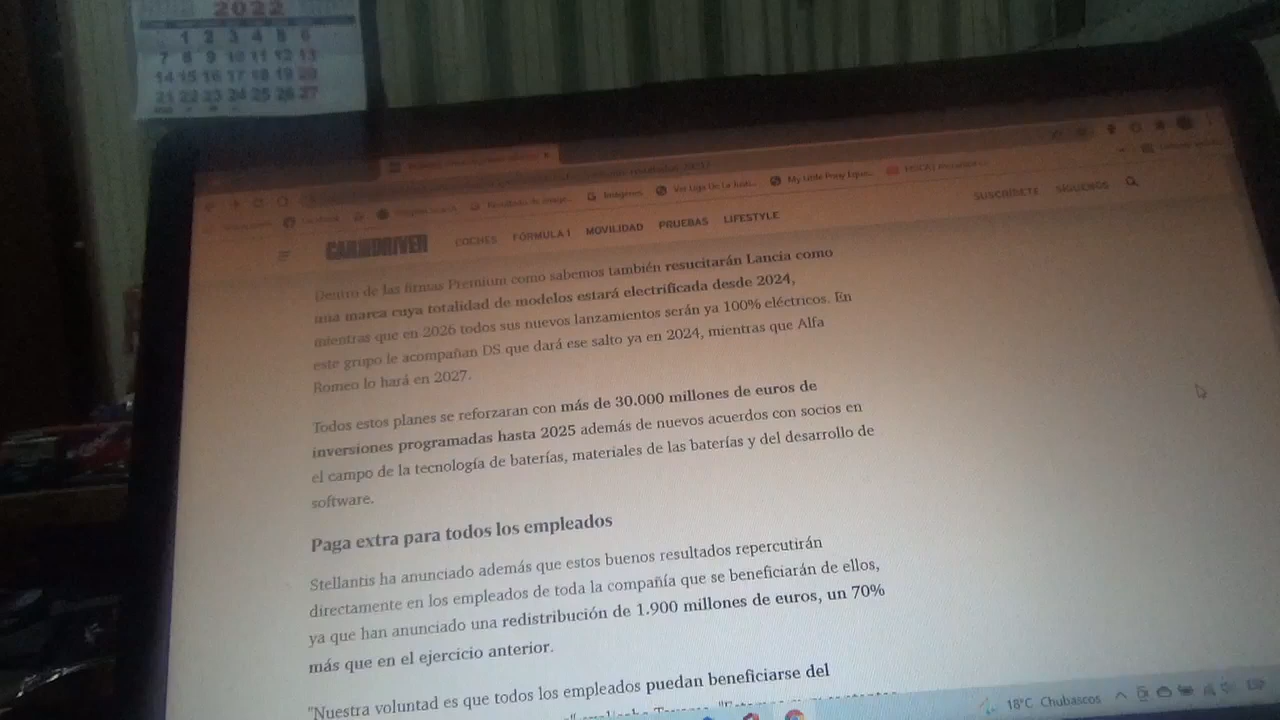 2022
1 2 3 4 5 6
7 8 9 10 11 12 13
14 15 16 17 18 19 20
21 22 23 24 25 26 27
Facebook
Imágenes
Ver Liga De La Justi...
My Little Pony Eque...
SUSCRÍBETE SÍGUENOS
CAR AND DRIVER COCHES FÓRMULA 1 MOVILIDAD PRUEBAS LIFESTYLE
Dentro de las firmas Premium como sabemos también resucitarán Lancia como
una marca cuya totalidad de modelos estará electrificada desde 2024,
mientras que en 2026 todos sus nuevos lanzamientos serán ya 100% eléctricos. En
este grupo le acompañan DS que dará ese salto ya en 2024, mientras que Alfa
Romeo lo hará en 2027.
Todos estos planes se reforzaran con más de 30.000 millones de euros de
inversiones programadas hasta 2025 además de nuevos acuerdos con socios en
el campo de la tecnología de baterías, materiales de las baterías y del desarrollo de
software.
Paga extra para todos los empleados
Stellantis ha anunciado además que estos buenos resultados repercutirán
directamente en los empleados de toda la compañía que se beneficiarán de ellos,
ya que han anunciado una redistribución de 1.900 millones de euros, un 70%
más que en el ejercicio anterior.
"Nuestra voluntad es que todos los empleados puedan beneficiarse del
18°C Chubascos